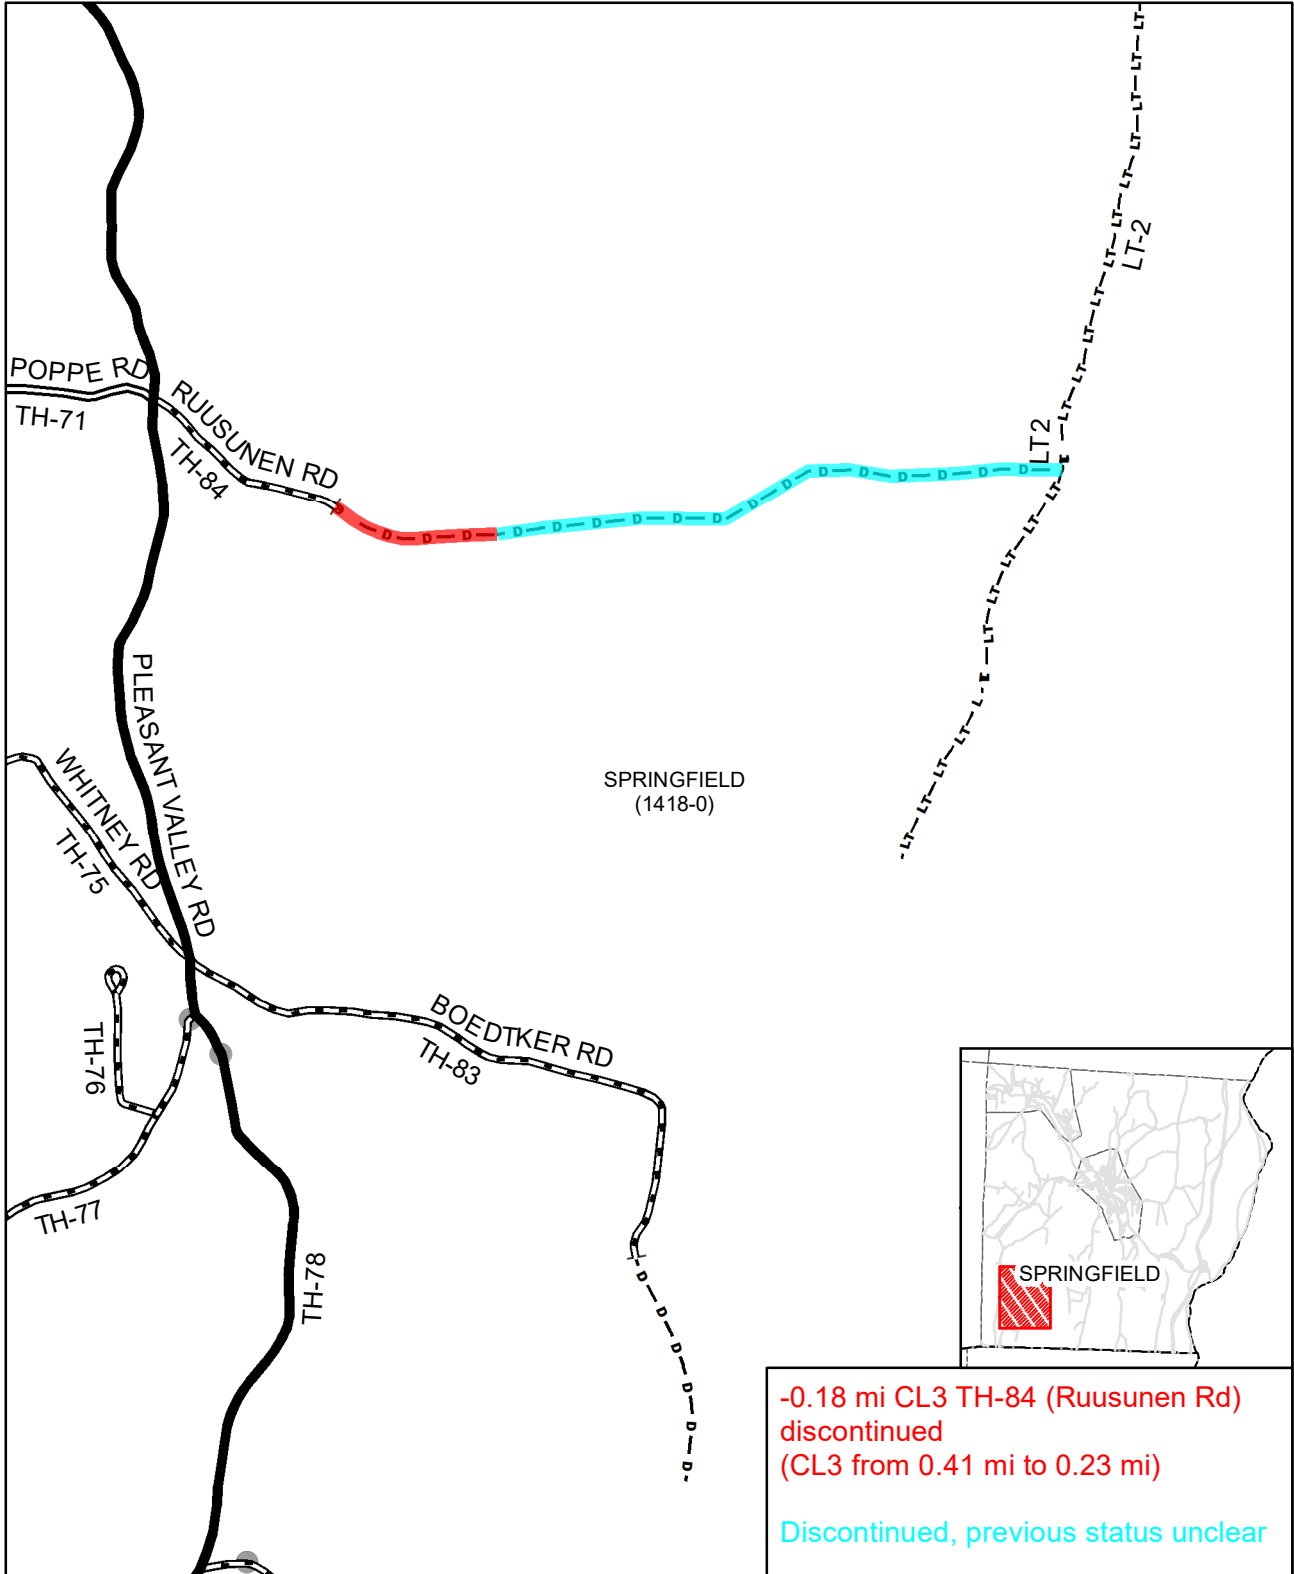 LT-2
POPPE RD
TH-71
RUUSUNEN RD
TH-84
LT 2
PLEASANT VALLEY RD
WHITNEY RD
TH-75
SPRINGFIELD
(1418-0)
BOEDTKER RD
TH-83
TH-76
TH-77
TH-78
SPRINGFIELD
-0.18 mi CL3 TH-84 (Ruusunen Rd)
discontinued
(CL3 from 0.41 mi to 0.23 mi)
Discontinued, previous status unclear